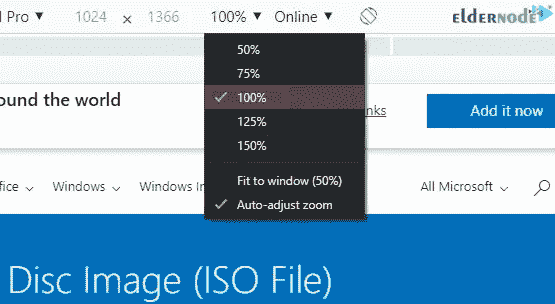 l Pro ▼ 1024 × 1366 100% ▼ Online ▼ eldernode
50%
75%
ound the world
100%
nks
Add it now
125%
150%
ffice Windows Windows In Fit to window (50%) All Microsoft
Auto-adjust zoom
Disc Image (ISO File)